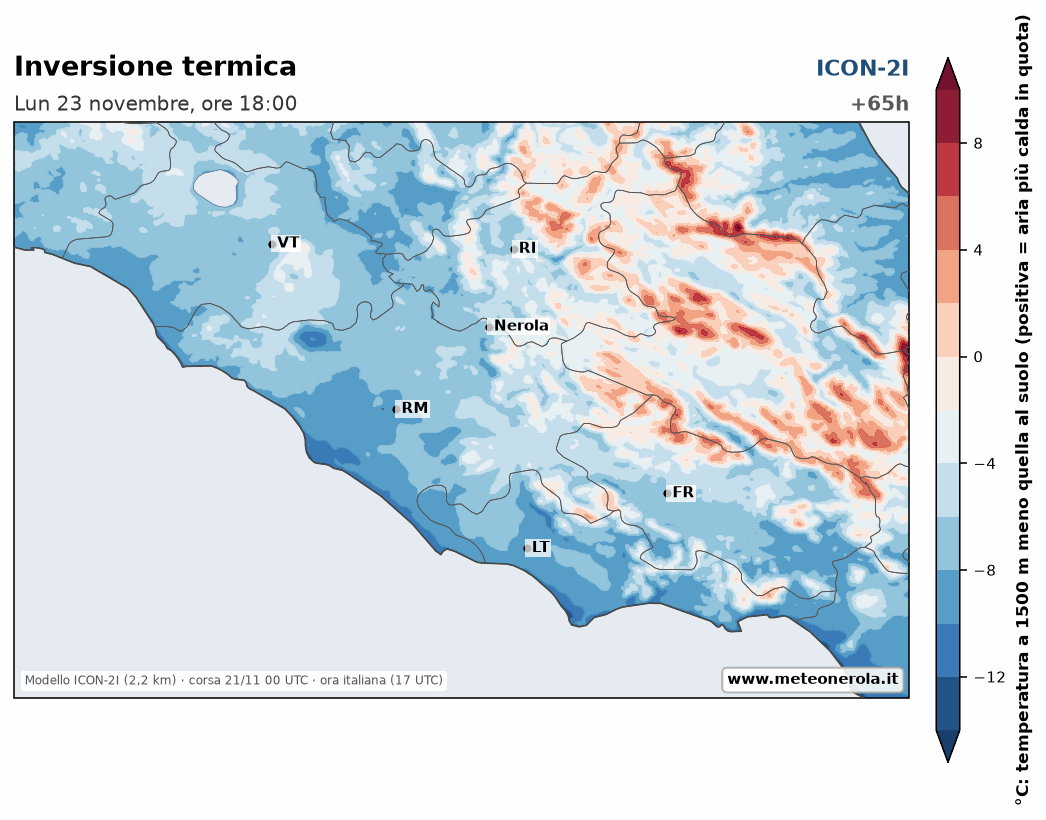 Inversione termica
ICON-2I
Lun 23 novembre, ore 18:00
+65h
VT
RI
Nerola
RM
FR
LT
Modello ICON-2I (2,2 km) · corsa 21/11 00 UTC · ora italiana (17 UTC)
www.meteonerola.it
8
4
0
−4
−8
−12
°C: temperatura a 1500 m meno quella al suolo (positiva = aria più calda in quota)